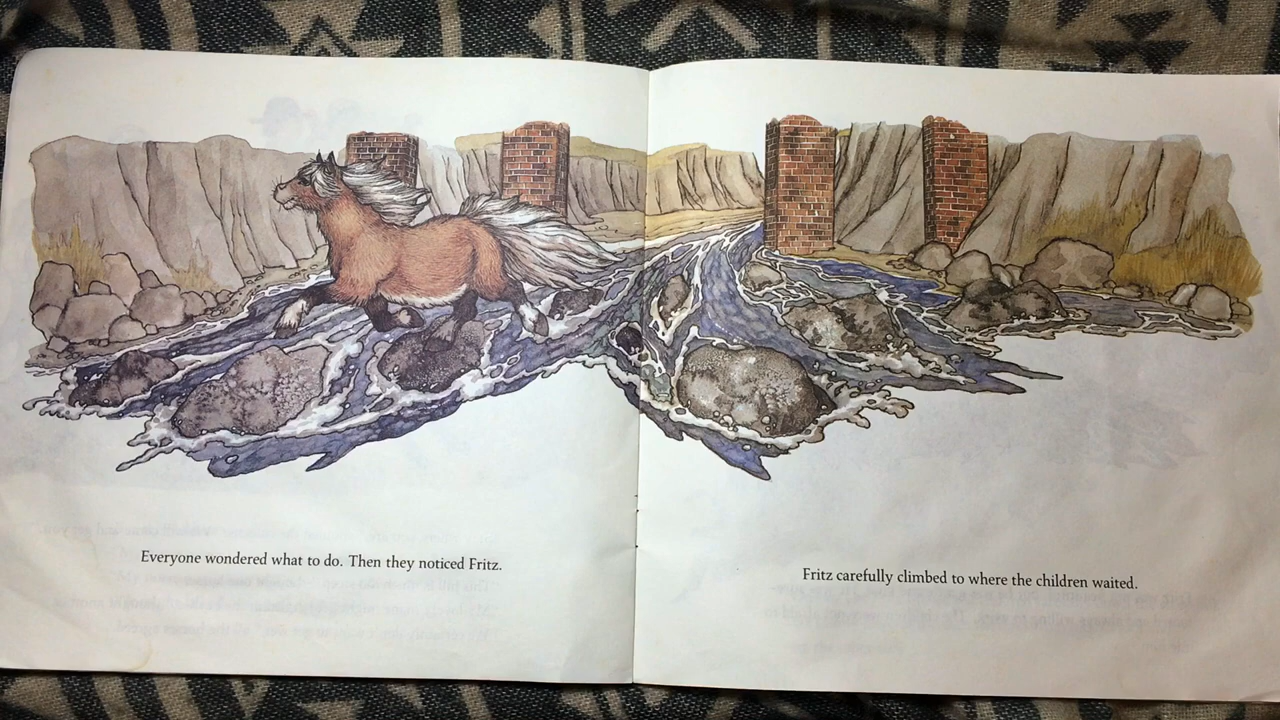 Everyone wondered what to do. Then they noticed Fritz.
Fritz carefully climbed to where the children waited.